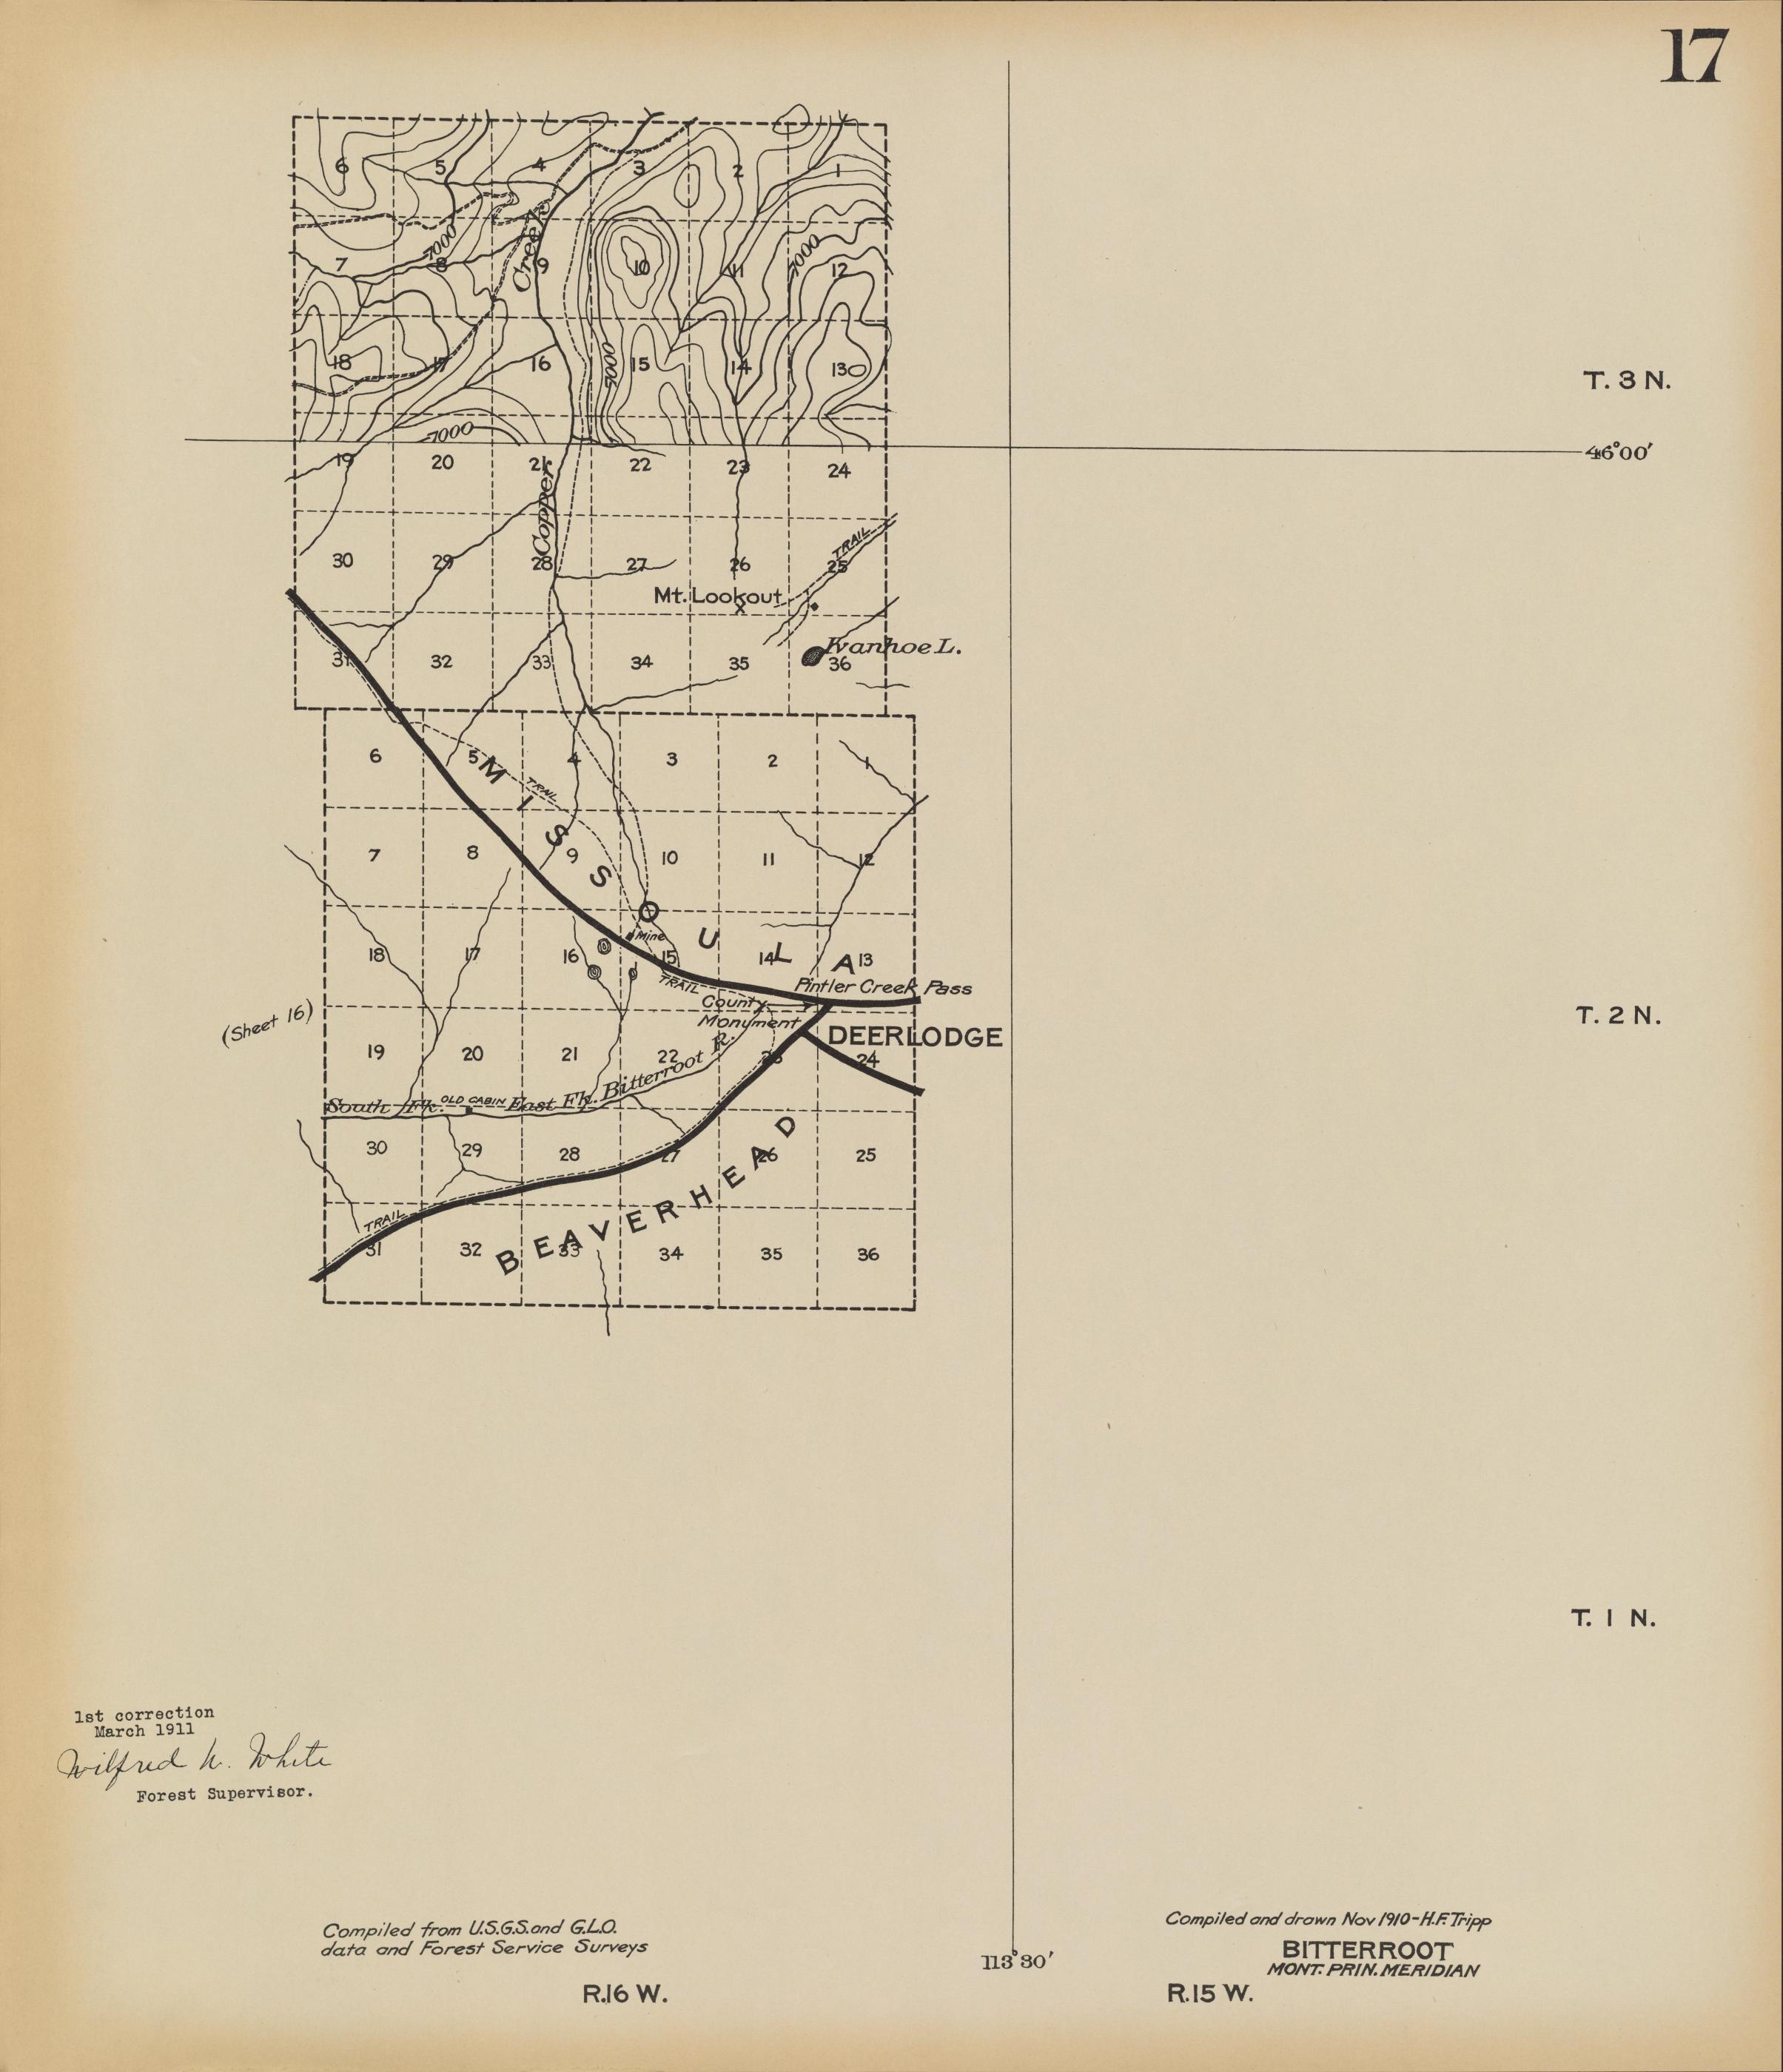 17
6 5 4 3 2 1
Creek
7000
7000
7 8 9 10 11 12
5000
18 17 16 15 14 13
T. 3 N.
7000
46°00′
19 20 21 22 23 24
Copper
TRAIL
30 29 28 27 26 25
Mt. Lookout
Ivanhoe L.
31 32 33 34 35 36
6 5 4 3 2 1
TRAIL
MISSOULA
7 8 9 10 11 12
Mine
18 17 16 15 14 13
TRAIL
Pintler Creek Pass
County
Monument
(Sheet 16)
T. 2 N.
DEERLODGE
19 20 21 22 23 24
South Fk. East Fk. Bitterroot R.
OLD CABIN
30 29 28 27 26 25
BEAVERHEAD
TRAIL
31 32 33 34 35 36
T. 1 N.
1st correction
March 1911
Wilfred W. White
Forest Supervisor.
Compiled from U.S.G.S. and G.L.O.
data and Forest Service Surveys
R.16 W.
113°30′
Compiled and drawn Nov 1910-H.F. Tripp
BITTERROOT
MONT. PRIN. MERIDIAN
R.15 W.